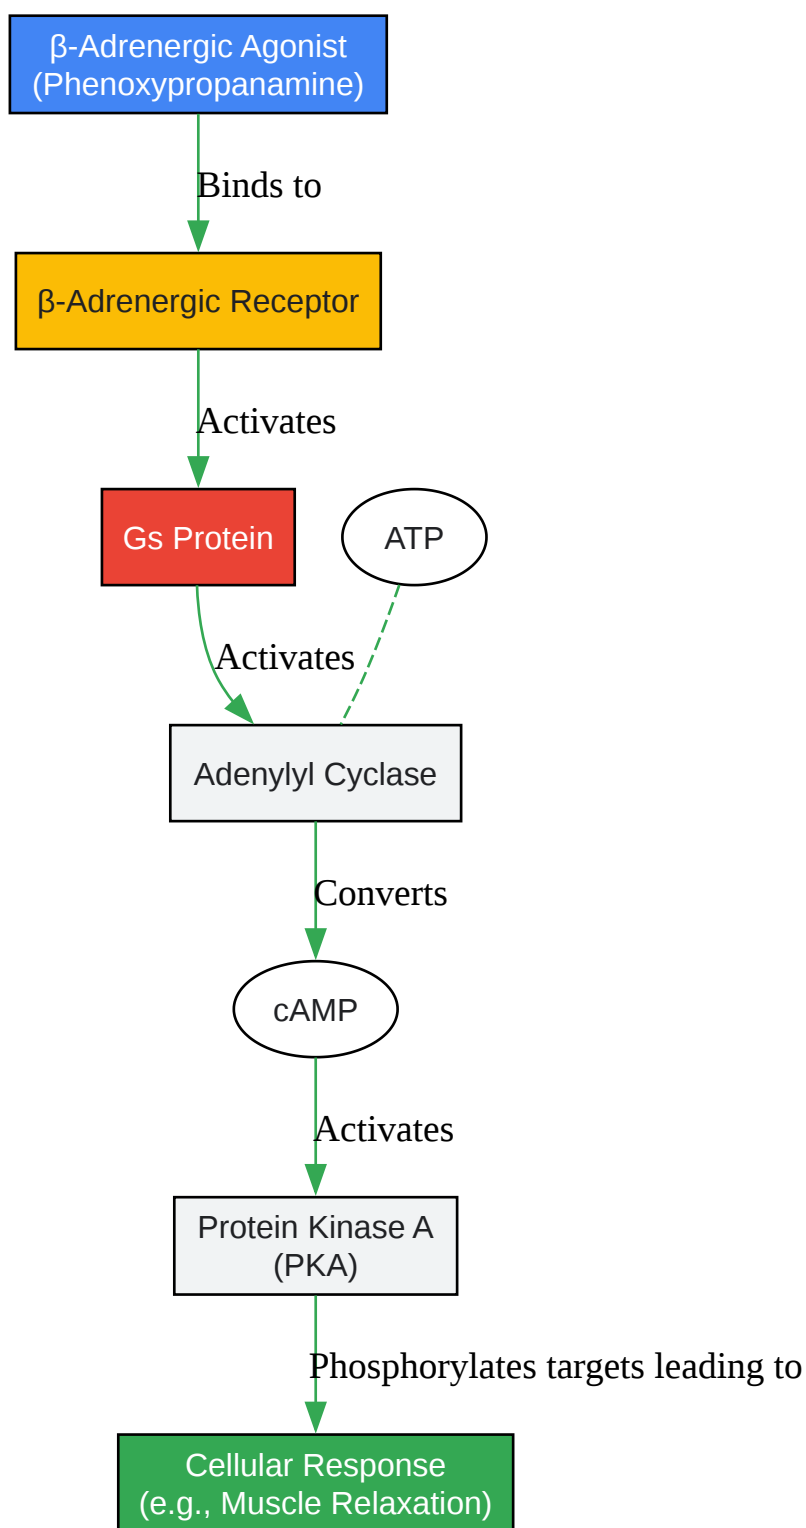 β-Adrenergic Agonist
(Phenoxypropanamine)
Binds to
β-Adrenergic Receptor
Activates
Gs Protein
ATP
Activates
Adenylyl Cyclase
Converts
cAMP
Activates
Protein Kinase A
(PKA)
Phosphorylates targets leading to
Cellular Response
(e.g., Muscle Relaxation)